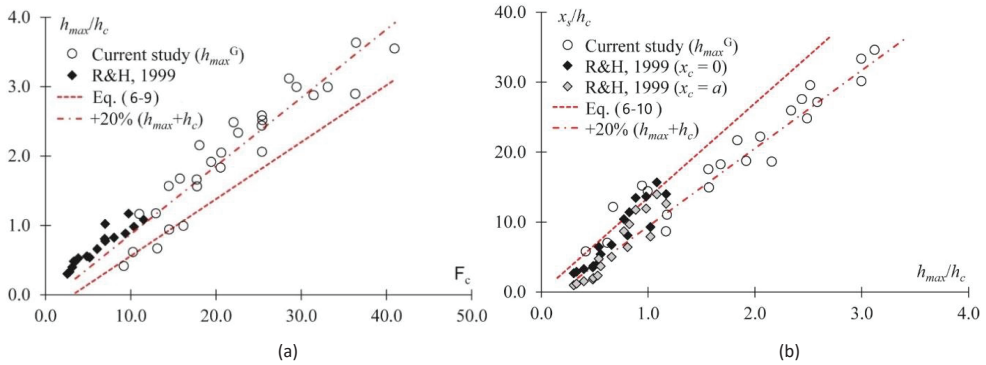 h_max/h_c
4.0
3.0
2.0
1.0
0.0
Current study (h_max^G)
R&H, 1999
Eq. (6-9)
+20% (h_max+h_c)
F_c
0.0 10.0 20.0 30.0 40.0 50.0
(a)
x_s/h_c
40.0
30.0
20.0
10.0
0.0
Current study (h_max^G)
R&H, 1999 (x_c = 0)
R&H, 1999 (x_c = a)
Eq. (6-10)
+20% (h_max+h_c)
h_max/h_c
0.0 1.0 2.0 3.0 4.0
(b)